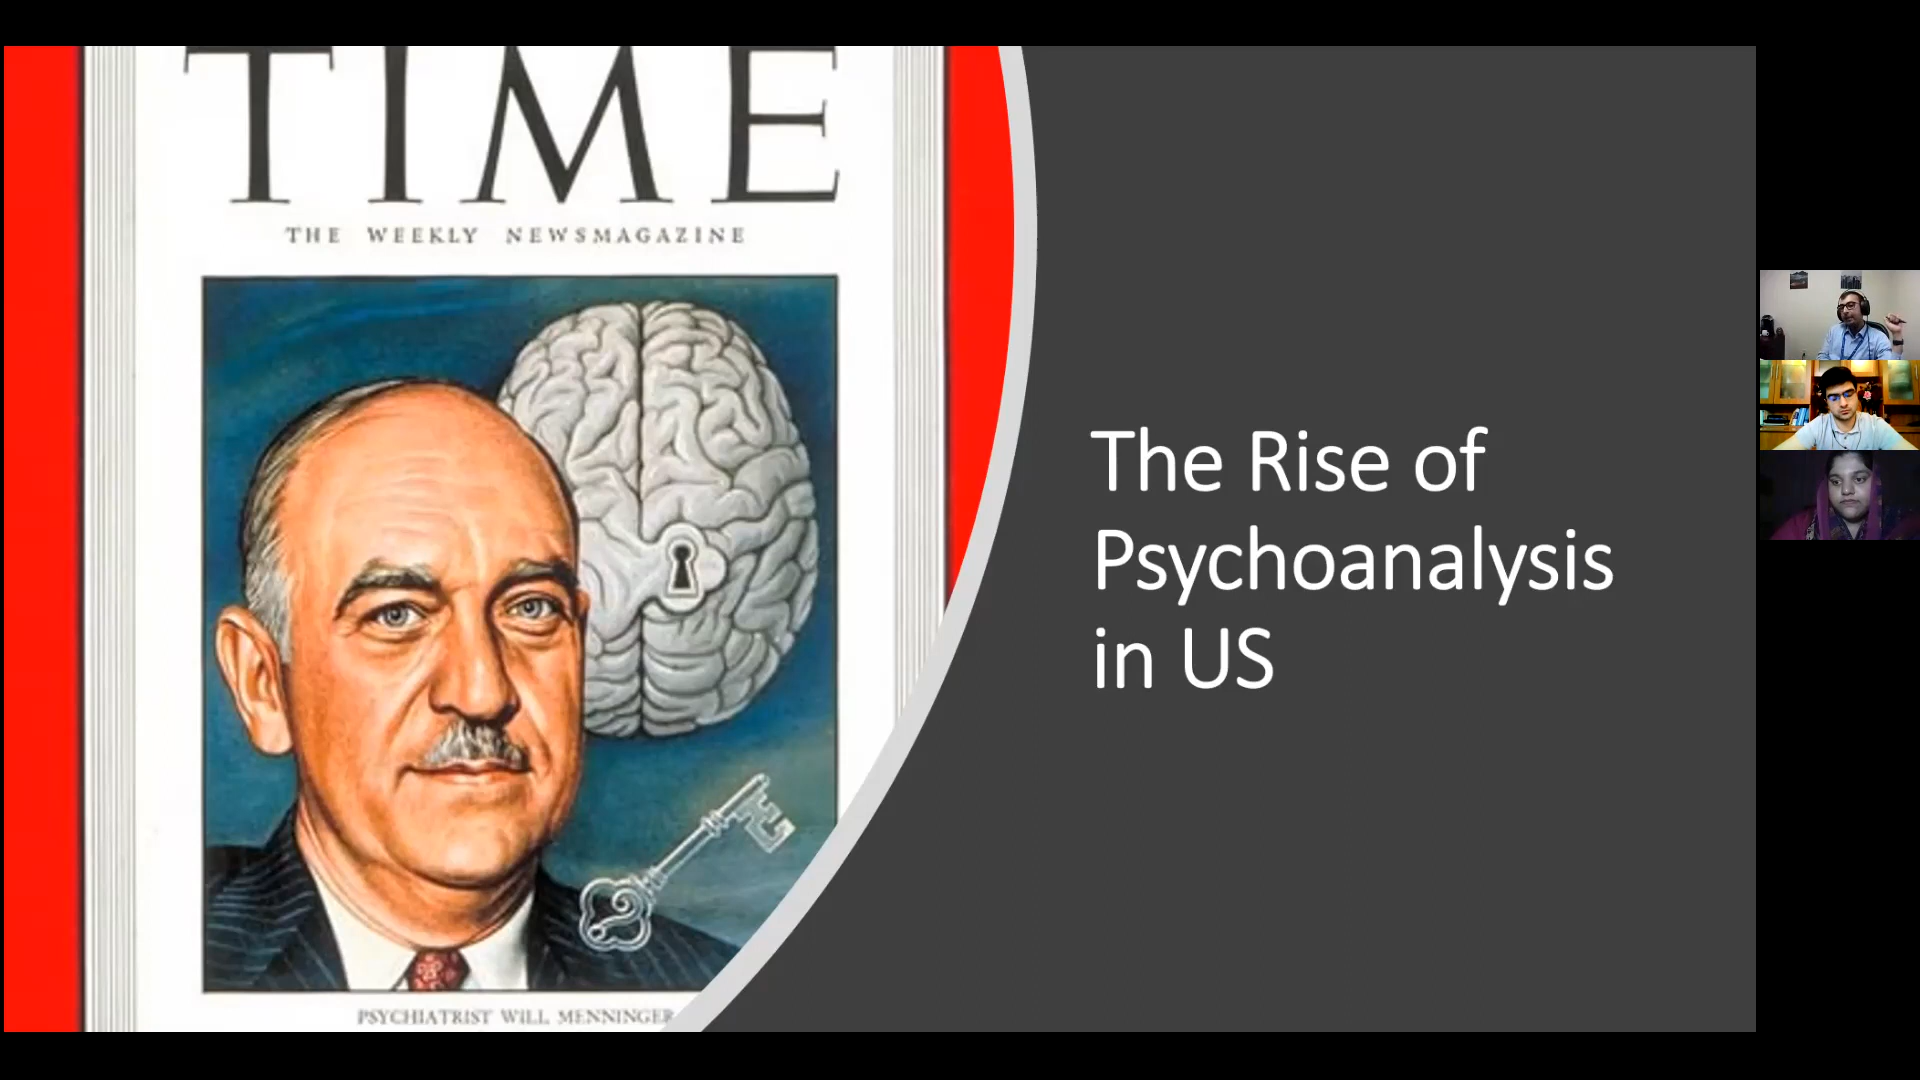 TIME
THE WEEKLY NEWSMAGAZINE
PSYCHIATRIST WILL MENNINGER
The Rise of
Psychoanalysis
in US